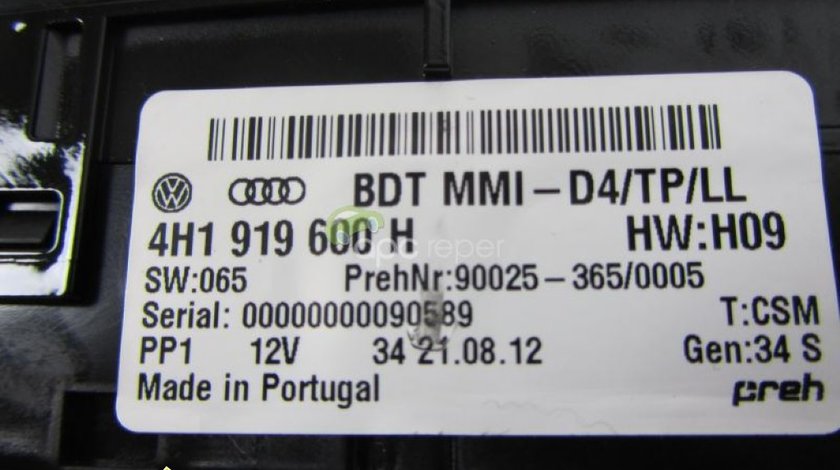 BDT MMI – D4/TP/LL
4H1 919 600 H HW:H09
SW:065 PrehNr:90025–365/0005
Serial: 00000000090589 T:CSM
PP1 12V 34 21.08.12 Gen:34 S
Made in Portugal preh